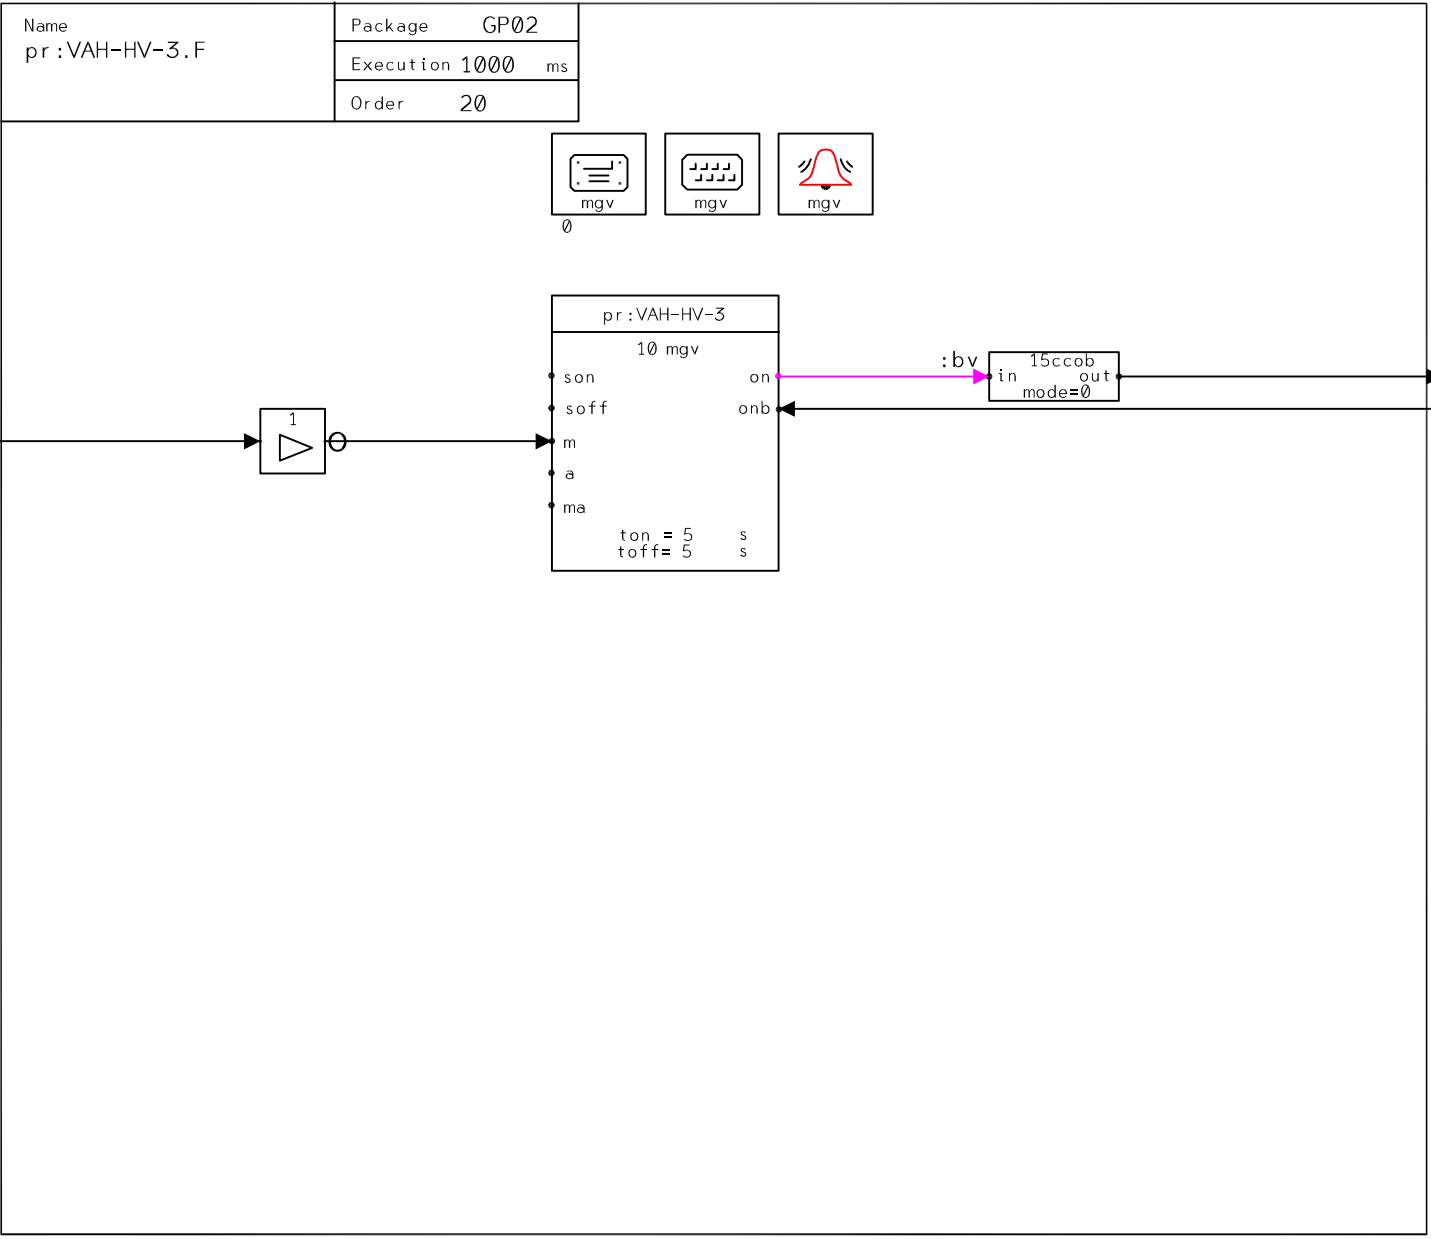 Name
pr:VAH-HV-3.F
Package GP02
Execution 1000 ms
Order 20
mgv
mgv
mgv
0
pr:VAH-HV-3
10 mgv
son
on
soff
onb
m
a
ma
ton = 5 s
toff= 5 s
1
:bv
15ccob
in out
mode=0